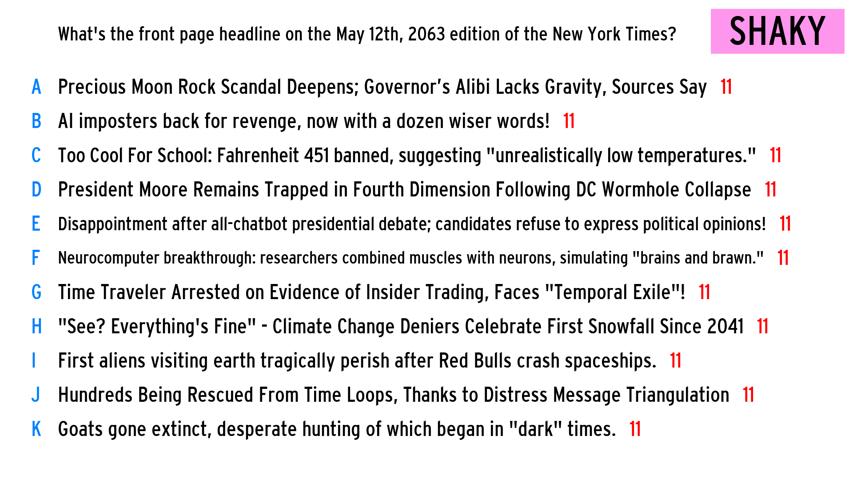 What's the front page headline on the May 12th, 2063 edition of the New York Times?
SHAKY
A Precious Moon Rock Scandal Deepens; Governor’s Alibi Lacks Gravity, Sources Say 11
B AI imposters back for revenge, now with a dozen wiser words! 11
C Too Cool For School: Fahrenheit 451 banned, suggesting "unrealistically low temperatures." 11
D President Moore Remains Trapped in Fourth Dimension Following DC Wormhole Collapse 11
E Disappointment after all-chatbot presidential debate; candidates refuse to express political opinions! 11
F Neurocomputer breakthrough: researchers combined muscles with neurons, simulating "brains and brawn." 11
G Time Traveler Arrested on Evidence of Insider Trading, Faces "Temporal Exile"! 11
H "See? Everything's Fine" - Climate Change Deniers Celebrate First Snowfall Since 2041 11
I First aliens visiting earth tragically perish after Red Bulls crash spaceships. 11
J Hundreds Being Rescued From Time Loops, Thanks to Distress Message Triangulation 11
K Goats gone extinct, desperate hunting of which began in "dark" times. 11